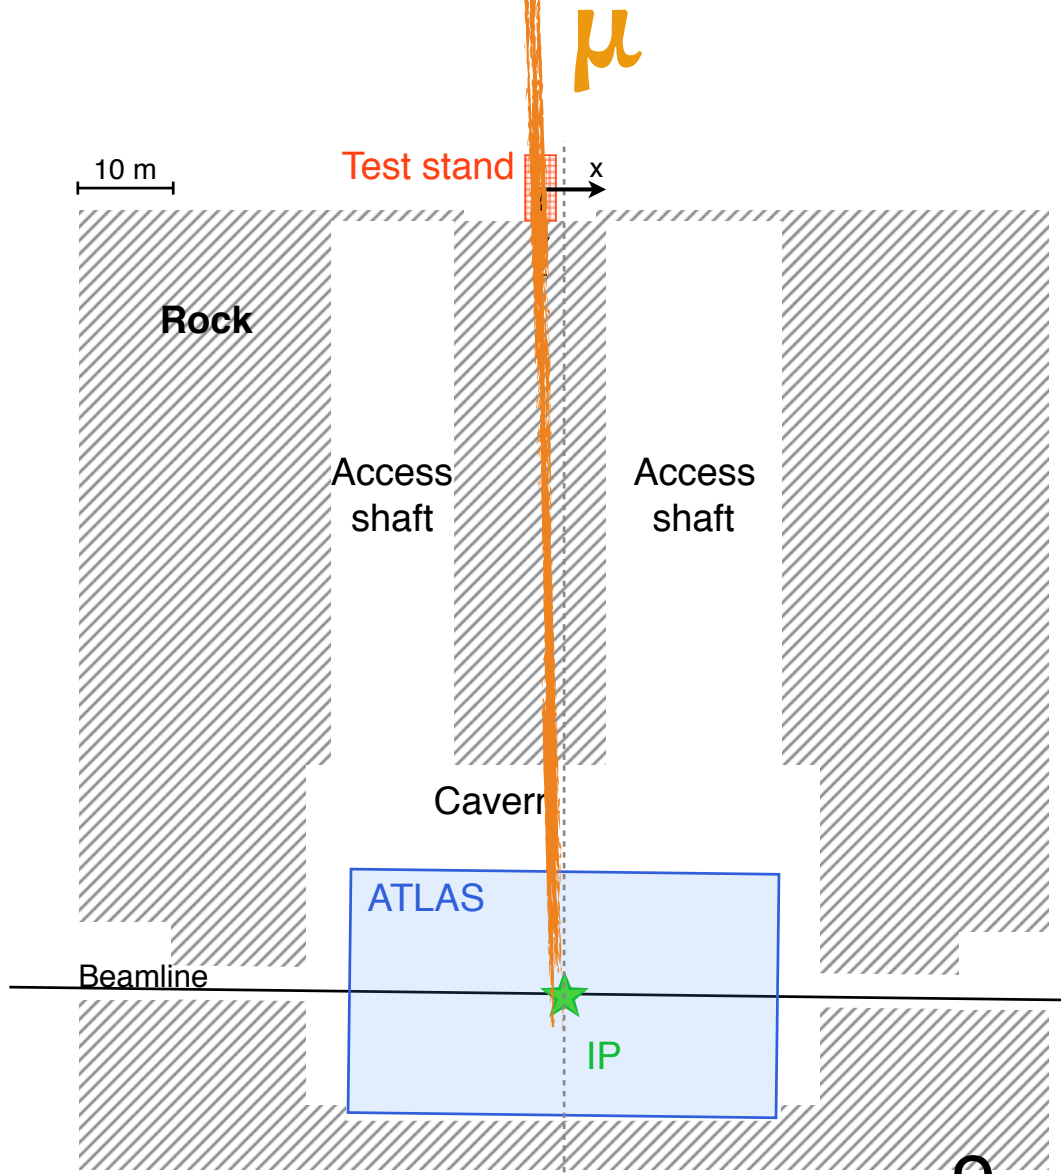 μ
Test stand
10 m
x
Rock
Access
shaft
Access
shaft
Cavern
ATLAS
Beamline
IP